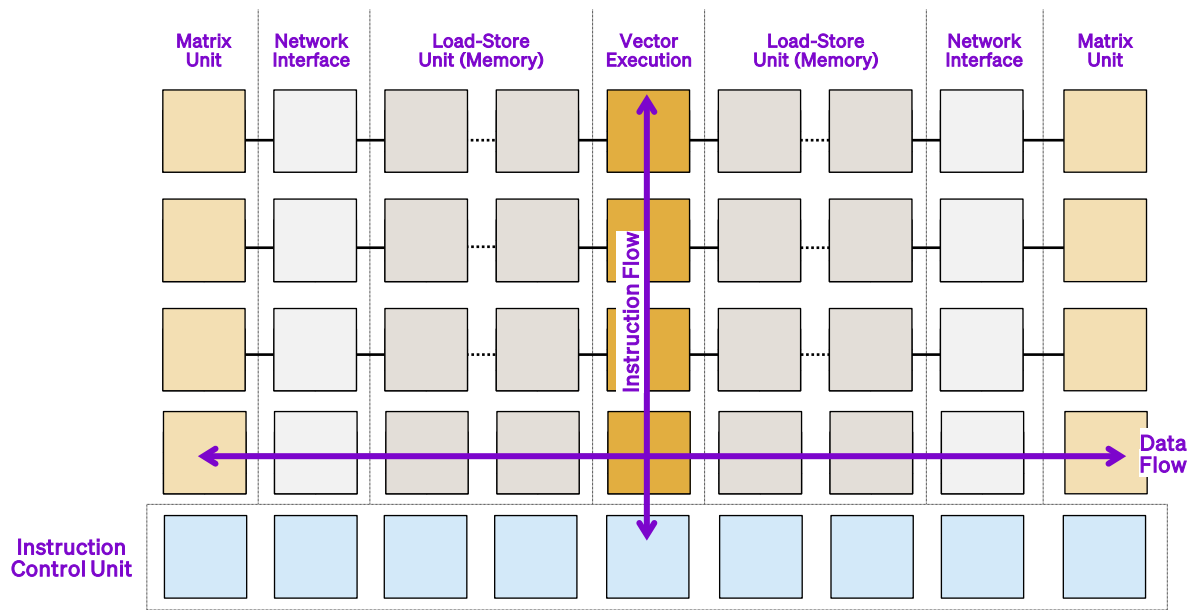 Matrix
Unit
Network
Interface
Load-Store
Unit (Memory)
Vector
Execution
Load-Store
Unit (Memory)
Network
Interface
Matrix
Unit
Instruction Flow
Data
Flow
Instruction
Control Unit